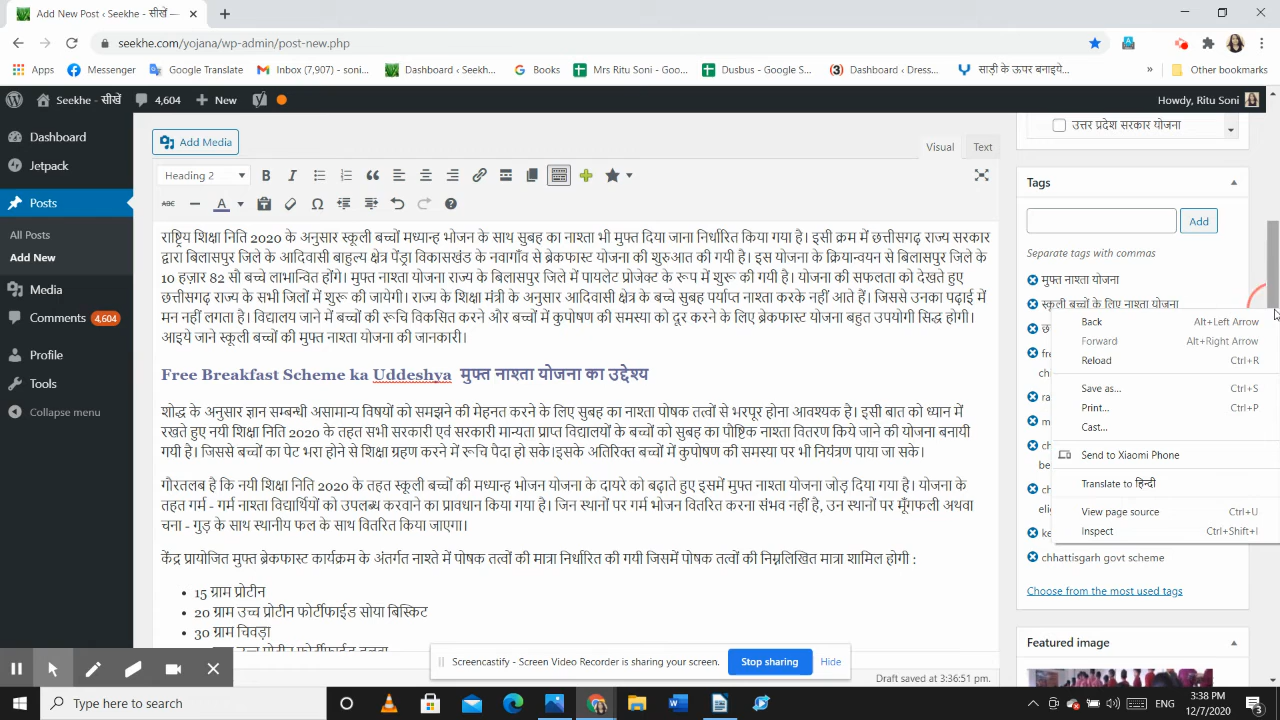 Add New Post ‹ Seekhe - सीखें —
seekhe.com/yojana/wp-admin/post-new.php
Apps Messenger Google Translate Inbox (7,907) - soni... Dashboard ‹ Seekh... Books Mrs Ritu Soni - Goo... Dusbus - Google S... Dashboard ‹ Dress... साड़ी के ऊपर बनाइये... » Other bookmarks
Seekhe - सीखें 4,604 New Howdy, Ritu Soni
Dashboard
Jetpack
Posts
All Posts
Add New
Media
Comments 4,604
Profile
Tools
Collapse menu
Add Media Visual Text
Heading 2
राष्ट्रिय शिक्षा निति 2020 के अनुसार स्कूली बच्चों मध्यान्ह भोजन के साथ सुबह का नाश्ता भी मुफ्त दिया जाना निर्धारित किया गया है। इसी क्रम में छत्तीसगढ़ राज्य सरकार
द्वारा बिलासपुर जिले के आदिवासी बाहुल्य क्षेत्र पेंड्रा विकासखंड के नवागाँव से ब्रेकफास्ट योजना की शुरुआत की गयी है। इस योजना के क्रियान्वयन से बिलासपुर जिले के
10 हज़ार 82 सौ बच्चे लाभान्वित होंगे। मुफ्त नाश्ता योजना राज्य के बिलासपुर जिले में पायलेट प्रोजेक्ट के रूप में शुरू की गयी है। योजना की सफलता को देखते हुए
छत्तीसगढ़ राज्य के सभी जिलों में शुरू की जायेगी। राज्य के शिक्षा मंत्री के अनुसार आदिवासी क्षेत्र के बच्चे सुबह पर्याप्त नाश्ता करके नहीं आते हैं। जिससे उनका पढ़ाई में
मन नहीं लगता है। विद्यालय जाने में बच्चों की रूचि विकसित करने और बच्चों में कुपोषण की समस्या को दूर करने के लिए ब्रेकफास्ट योजना बहुत उपयोगी सिद्ध होगी।
आइये जाने स्कूली बच्चों की मुफ्त नाश्ता योजना की जानकारी।
Free Breakfast Scheme ka Uddeshya मुफ्त नाश्ता योजना का उद्देश्य
शोद्ध के अनुसार ज्ञान सम्बन्धी असामान्य विषयों को समझने की मेहनत करने के लिए सुबह का नाश्ता पोषक तत्वों से भरपूर होना आवश्यक है। इसी बात को ध्यान में
रखते हुए नयी शिक्षा निति 2020 के तहत सभी सरकारी एवं सरकारी मान्यता प्राप्त विद्यालयों के बच्चों को सुबह का पौष्टिक नाश्ता वितरण किये जाने की योजना बनायी
गयी है। जिससे बच्चों का पेट भरा होने से शिक्षा ग्रहण करने में रूचि पैदा हो सके।इसके अतिरिक्त बच्चों में कुपोषण की समस्या पर भी नियंत्रण पाया जा सके।
गौरतलब है कि नयी शिक्षा निति 2020 के तहत स्कूली बच्चों की मध्यान्ह भोजन योजना के दायरे को बढ़ाते हुए इसमें मुफ्त नाश्ता योजना जोड़ दिया गया है। योजना के
तहत गर्म - गर्म नाश्ता विद्यार्थियों को उपलब्ध करवाने का प्रावधान किया गया है। जिन स्थानों पर गर्म भोजन वितरित करना संभव नहीं है, उन स्थानों पर मूँगफली अथवा
चना - गुड़ के साथ स्थानीय फल के साथ वितरित किया जाएगा।
केंद्र प्रायोजित मुफ्त ब्रेकफास्ट कार्यक्रम के अंतर्गत नाश्ते में पोषक तत्वों की मात्रा निर्धारित की गयी जिसमें पोषक तत्वों की निम्नलिखित मात्रा शामिल होगी :
• 15 ग्राम प्रोटीन
• 20 ग्राम उच्च प्रोटीन फोर्टीफाईड सोया बिस्किट
• 30 ग्राम चिवड़ा
Draft saved at 3:36:51 pm
उत्तर प्रदेश सरकार योजना
Tags
Add
Separate tags with commas
मुफ्त नाश्ता योजना
स्कूली बच्चों के लिए नाश्ता योजना
chhattisgarh govt scheme
Choose from the most used tags
Featured image
Back Alt+Left Arrow
Forward Alt+Right Arrow
Reload Ctrl+R
Save as... Ctrl+S
Print... Ctrl+P
Cast...
Send to Xiaomi Phone
Translate to हिन्दी
View page source Ctrl+U
Inspect Ctrl+Shift+I
Screencastify - Screen Video Recorder is sharing your screen. Stop sharing Hide
Type here to search
ENG
3:38 PM
12/7/2020
3